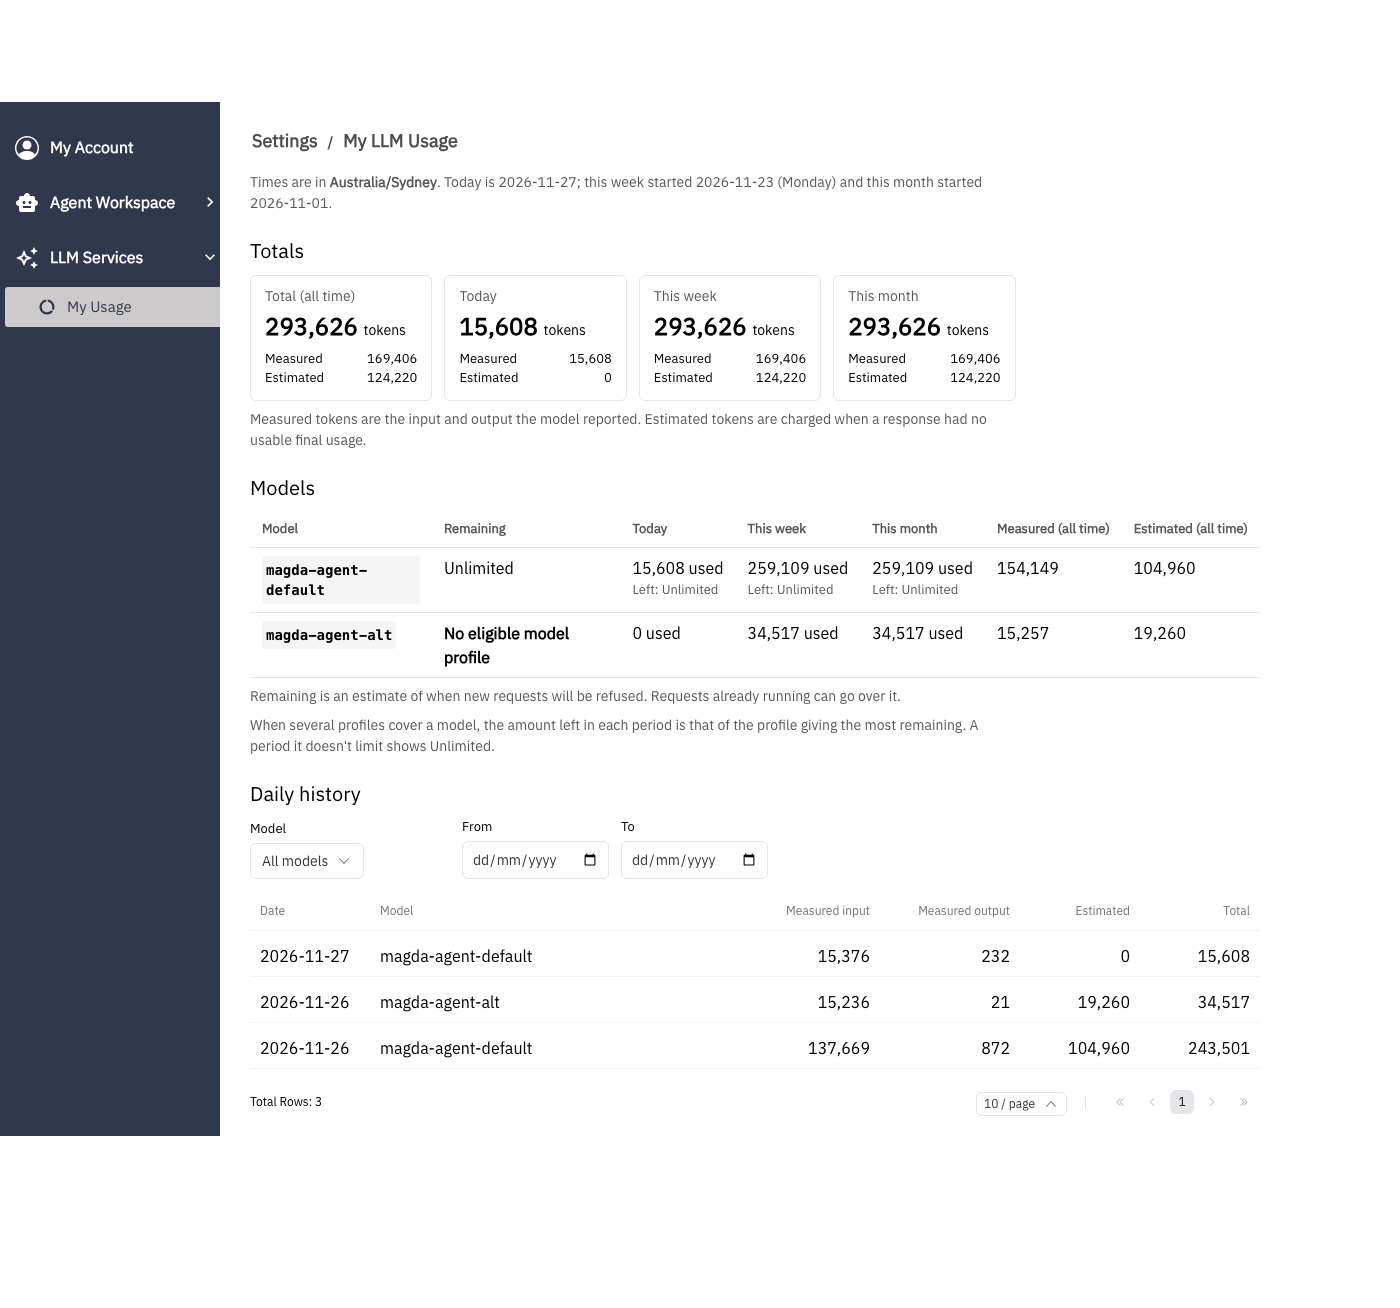 My Account
Agent Workspace
LLM Services
My Usage
Settings / My LLM Usage
Times are in Australia/Sydney. Today is 2026-11-27; this week started 2026-11-23 (Monday) and this month started
2026-11-01.
Totals
Total (all time)
293,626 tokens
Measured 169,406
Estimated 124,220
Today
15,608 tokens
Measured 15,608
Estimated 0
This week
293,626 tokens
Measured 169,406
Estimated 124,220
This month
293,626 tokens
Measured 169,406
Estimated 124,220
Measured tokens are the input and output the model reported. Estimated tokens are charged when a response had no
usable final usage.
Models
Model Remaining Today This week This month Measured (all time) Estimated (all time)
magda-agent-default Unlimited 15,608 used 259,109 used 259,109 used 154,149 104,960
Left: Unlimited Left: Unlimited Left: Unlimited
magda-agent-alt No eligible model profile 0 used 34,517 used 34,517 used 15,257 19,260
Remaining is an estimate of when new requests will be refused. Requests already running can go over it.
When several profiles cover a model, the amount left in each period is that of the profile giving the most remaining. A
period it doesn't limit shows Unlimited.
Daily history
Model From To
All models dd/mm/yyyy dd/mm/yyyy
Date Model Measured input Measured output Estimated Total
2026-11-27 magda-agent-default 15,376 232 0 15,608
2026-11-26 magda-agent-alt 15,236 21 19,260 34,517
2026-11-26 magda-agent-default 137,669 872 104,960 243,501
Total Rows: 3 10 / page « ‹ 1 › »